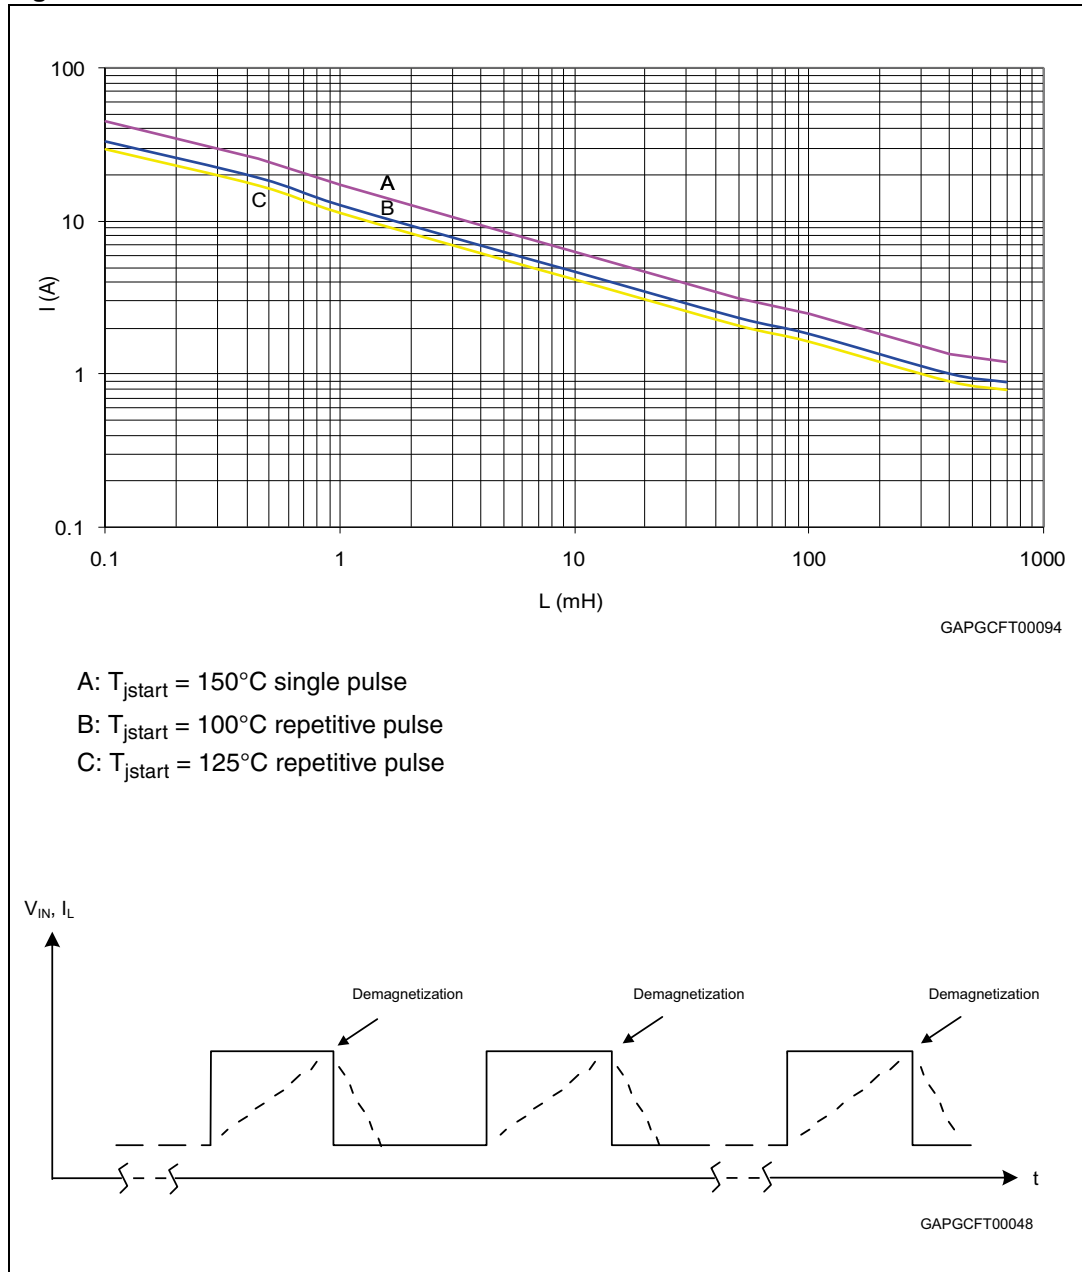 100
10
1
0.1
I (A)
A
B
C
0.1 1 10 100 1000
L (mH)
GAPGCFT00094
A: Tjstart = 150°C single pulse
B: Tjstart = 100°C repetitive pulse
C: Tjstart = 125°C repetitive pulse
VIN, IL
Demagnetization Demagnetization Demagnetization
t
GAPGCFT00048